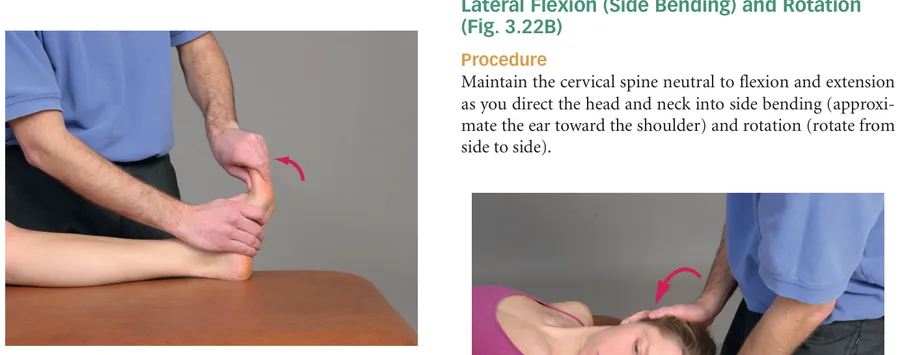 Lateral Flexion (Side Bending) and Rotation
(Fig. 3.22B)
Procedure
Maintain the cervical spine neutral to flexion and extension
as you direct the head and neck into side bending (approxi-
mate the ear toward the shoulder) and rotation (rotate from
side to side).